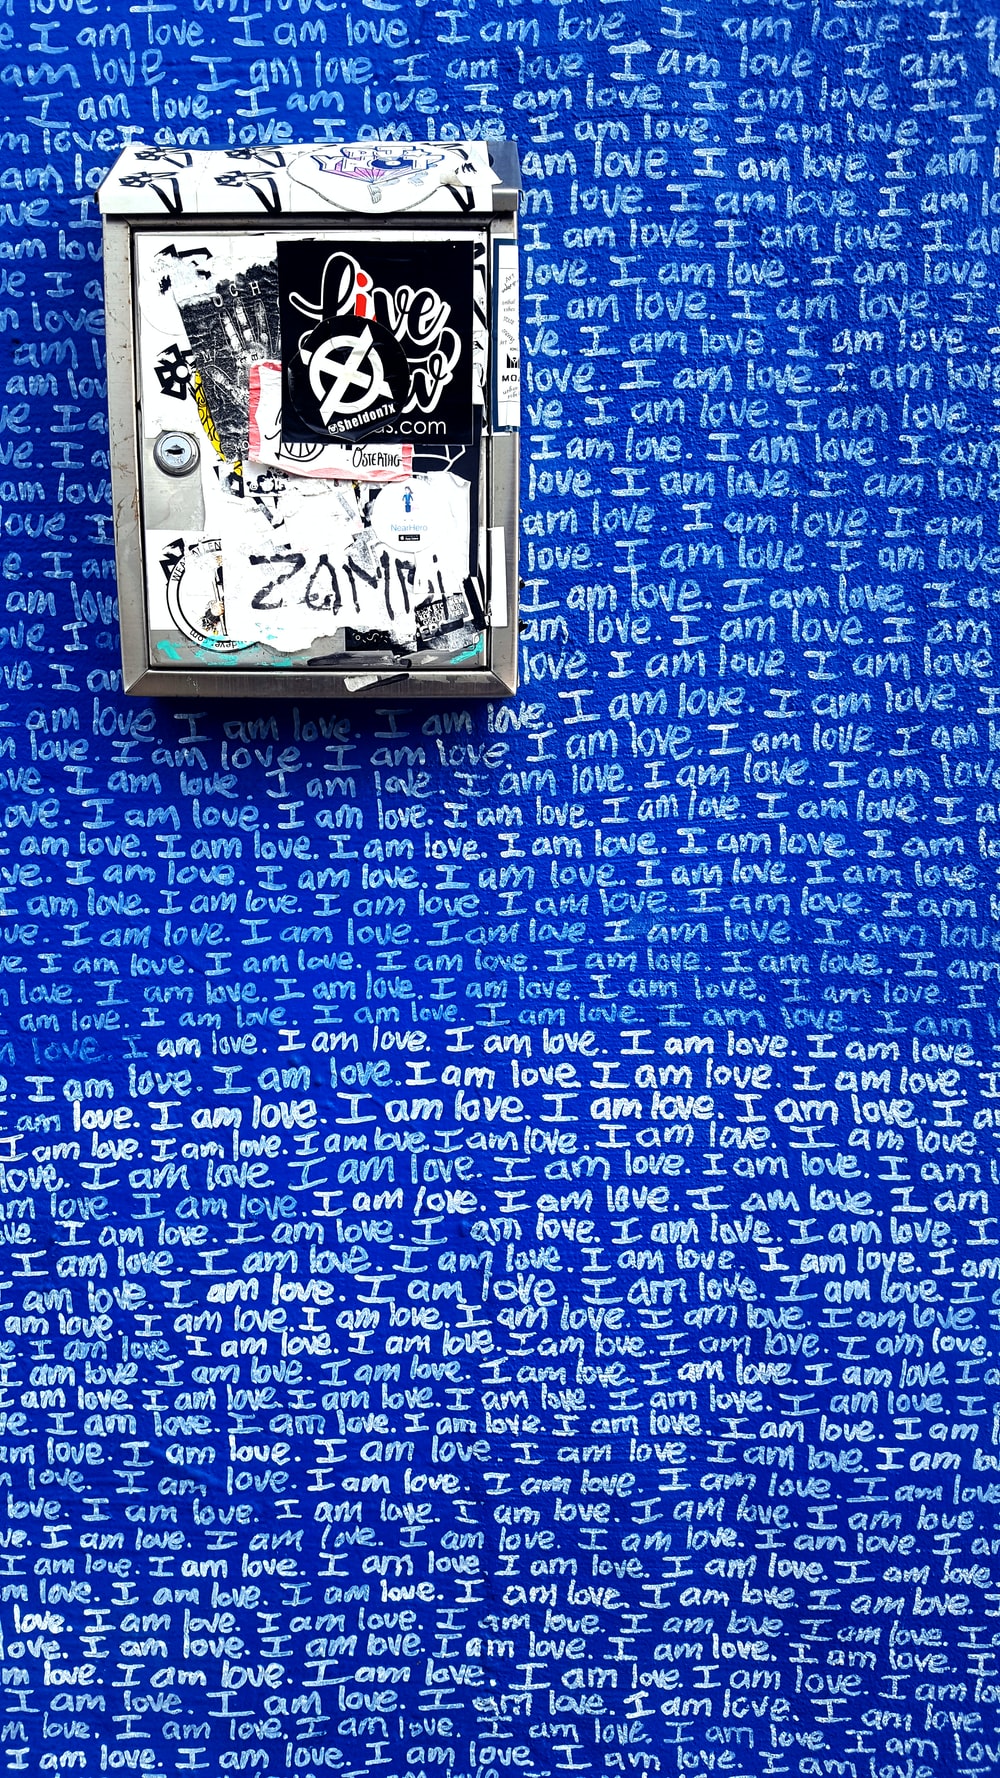 I am love. I am love. I am love. I am love.
e. I am love. I am love. I am love. I am love. I am
am love. I am love. I am love. I am love. I am love.
I am love. I am love. I am love. I am love. I a
m love I am love. I am love. I am love. I am love. I
am lo am love. I am love. I am
ve. I m love. I am love. I am love.
am lo I am love. I am love. I am
e. I a love. I am love. I am love
love I am love. I am love. I am
am ve. I am love. I am love. I
am lov love. I am love. I am love.
e. I a ve. I am love. I am love. I
ve. I a love. I am love. I am
am love love. I am love. I am love.
ove. I am love. I am love. I am
e. I am love. I am love. I am love
am love I am love. I am love. I a
e. I am am love. I am love. I am love
ve. I am love. I am love. I am love
live
@Sheldon7x
s.com
OSTERTAG
NearHero
ZOMBi
I am love. I am love. I am love. I am love. I am love. I
love. I am love. I am love. I am love. I am love. I am l
ve. I am love. I am love. I am love. I am love. I am love
ove. I am love. I am love. I am love. I am love. I am love. I a
I am love. I am love. I am love. I am love. I am love. I am l
ve. I am love. I am love. I am love. I am love. I am love.
I am love. I am love. I am love. I am love. I am love. I am l
ve. I am love. I am love. I am love. I am love. I am lov
e I am love. I am love. I am love. I am love. I am love. I am
love. I am love. I am love. I am love. I am love. I am love. I
am love. I am love. I am love. I am love. I am love. I am
love. I am love. I am love. I am love. I am love. I am love.
. I am love. I am love. I am love I am love. I am love. I
am love. I am love. I am love. I am love. I am love. I a
I am love. I am love. I am love. I am love. I am love. I am love.
love. I am love I am love. I am love. I am love. I am l
am love. I am love. I am love. I am love. I am love. I am
ve. I am love. I am love. I am love. I am love. I am love. I
I am love. I am love. I am love. I am love. I am love. I am
I am love. I am love. I am love. I am love. I am love. I
am love. I am love. I am love. I am love. I am love. I am love.
e. I am love I am love. I am love. I am love. I am love. I am love.
I am love. I am love. I am love. I am love I am love. I am love I a
am love I am love I am love. I am love I am love. I am love. I
e. I am love. I am love. I am love. I am love. I am love. I am l
am love. I am love. I am love. I am love. I am love. I am lo
love. I am love. I am love. I am love. I am love. I am love
love. I am love. I am love. I am love. I am love. I am love
ve. I am love. I am love. I am love. I am love. I am love. I am
I am love. I am love. I am love I am love. I am love. I am love.
m love. I am love. I am love. I am love. I am love. I am love. I
love. I am love. I am love. I am love. I am love. I am love. I
ove. I am love. I am love. I am love. I am love. I am love. I
m love. I am love. I am love. I am love. I am love. I am lo
I am love. I am love. I am love. I am love. I am love
m love. I am love. I am love. I am love. I am love. I am love
I am love. I am love. I am love. I am love. I am love.